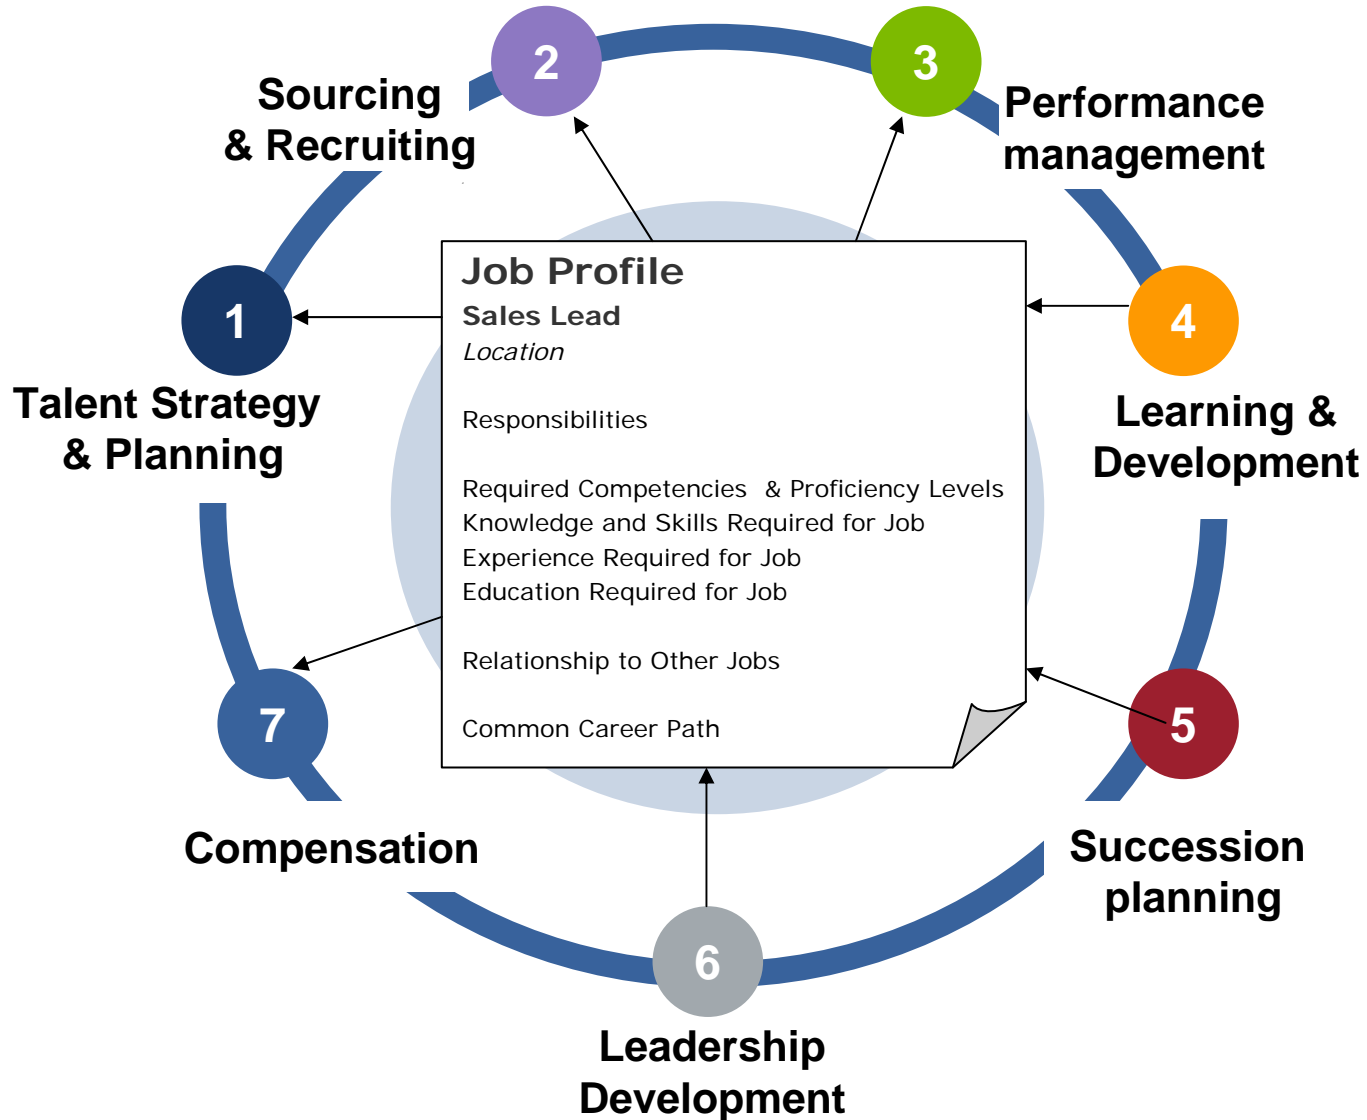 2
3
Sourcing
& Recruiting
Performance
management
1
Talent Strategy
& Planning
Job Profile
Sales Lead
Location
Responsibilities
Required Competencies & Proficiency Levels
Knowledge and Skills Required for Job
Experience Required for Job
Education Required for Job
Relationship to Other Jobs
Common Career Path
4
Learning &
Development
7
Compensation
5
Succession
planning
6
Leadership
Development